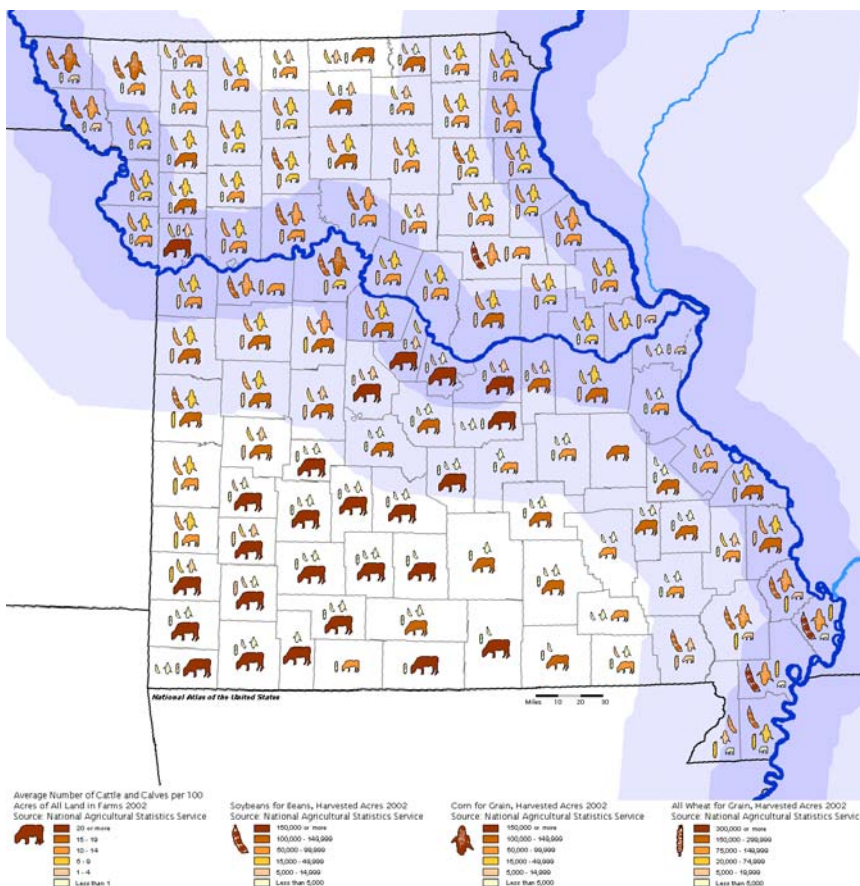 National Atlas of the United States
Miles 10 20 30
Average Number of Cattle and Calves per 100
Acres of All Land in Farms 2002
Source: National Agricultural Statistics Service
20 or more
15 - 19
10 - 14
5 - 9
1 - 4
Less than 1
Soybeans for Beans, Harvested Acres 2002
Source: National Agricultural Statistics Service
150,000 or more
100,000 - 149,999
50,000 - 99,999
15,000 - 49,999
5,000 - 14,999
Less than 5,000
Corn for Grain, Harvested Acres 2002
Source: National Agricultural Statistics Service
150,000 or more
100,000 - 149,999
50,000 - 99,999
15,000 - 49,999
5,000 - 14,999
Less than 5,000
All Wheat for Grain, Harvested Acres 2002
Source: National Agricultural Statistics Service
300,000 or more
150,000 - 299,999
75,000 - 149,999
20,000 - 74,999
5,000 - 19,999
Less than 5,000